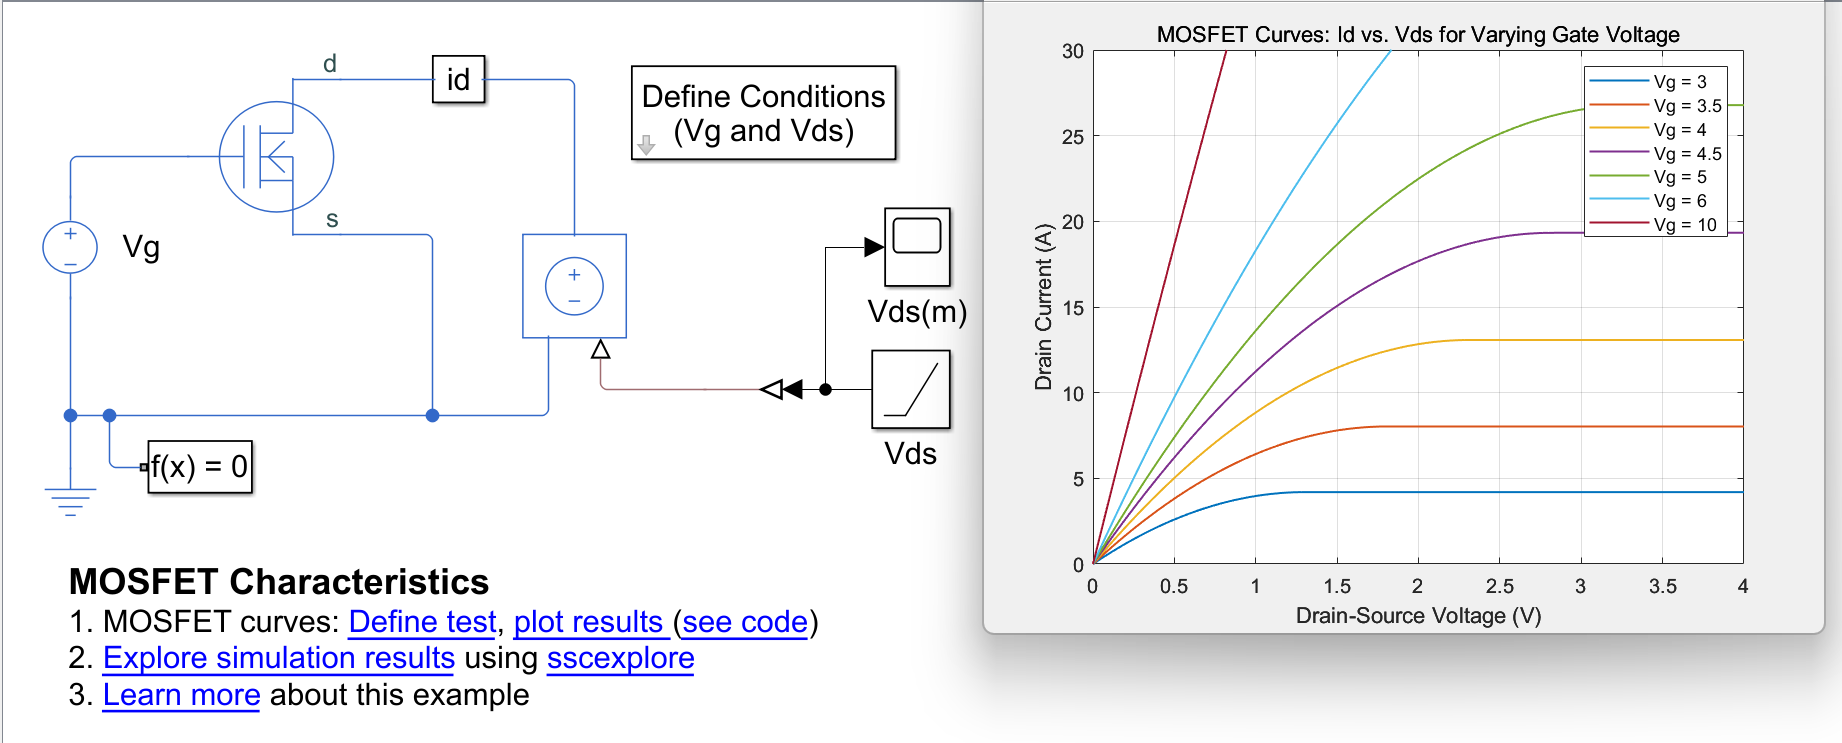 d
id
s
+
−
Vg
+
−
Define Conditions
(Vg and Vds)
Vds(m)
Vds
f(x) = 0
MOSFET Characteristics
1. MOSFET curves: Define test, plot results (see code)
2. Explore simulation results using sscexplore
3. Learn more about this example
MOSFET Curves: Id vs. Vds for Varying Gate Voltage
Drain Current (A)
30
25
20
15
10
5
0
Vg = 3
Vg = 3.5
Vg = 4
Vg = 4.5
Vg = 5
Vg = 6
Vg = 10
0 0.5 1 1.5 2 2.5 3 3.5 4
Drain-Source Voltage (V)